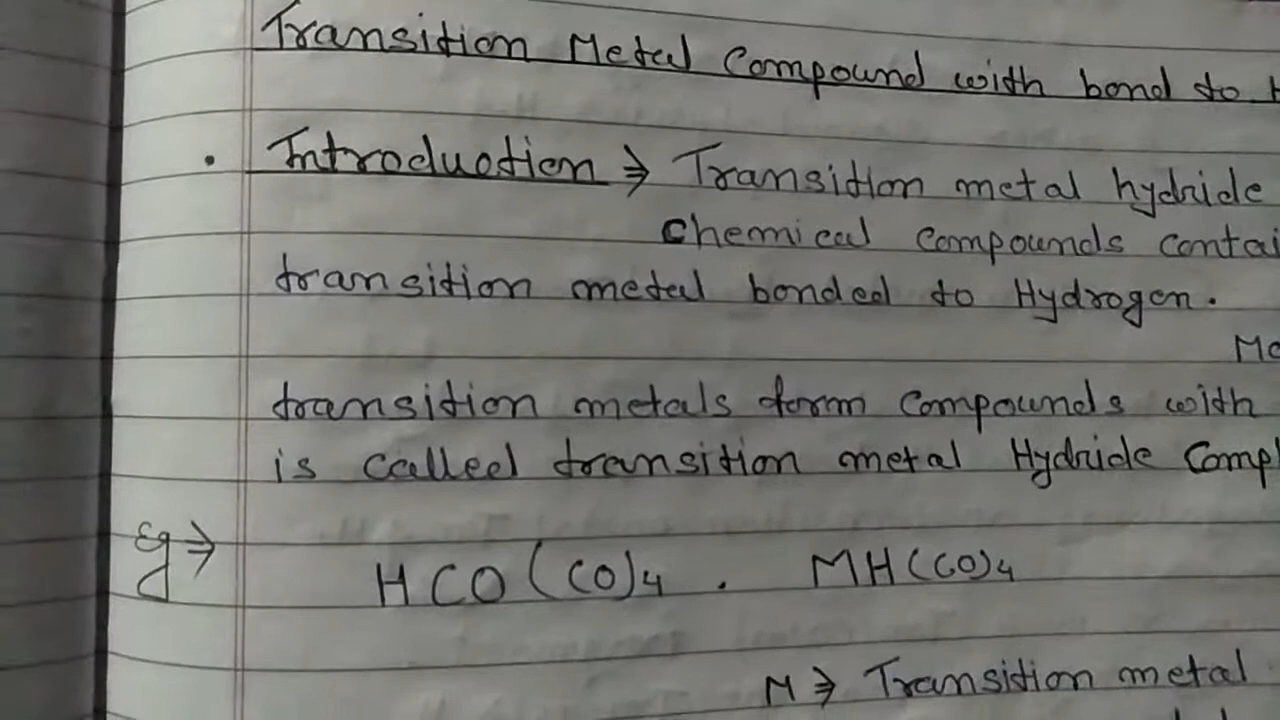 Transition Metal Compound with bond to H
• Introduction ⇒ Transition metal hydride
Chemical compounds contai
transition metal bonded to Hydrogen.
Mo
transition metals form compounds with
is called transition metal Hydride Compl
Eg ⇒
HCO(CO)4 . MH(CO)4
M ⇒ Transition metal